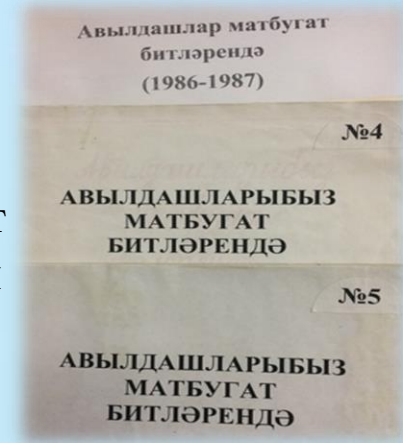 Авылдашлар матбугат
битләрендә
(1986-1987)
№4
АВЫЛДАШЛАРЫБЫЗ
МАТБУГАТ
БИТЛӘРЕНДӘ
№5
АВЫЛДАШЛАРЫБЫЗ
МАТБУГАТ
БИТЛӘРЕНДӘ